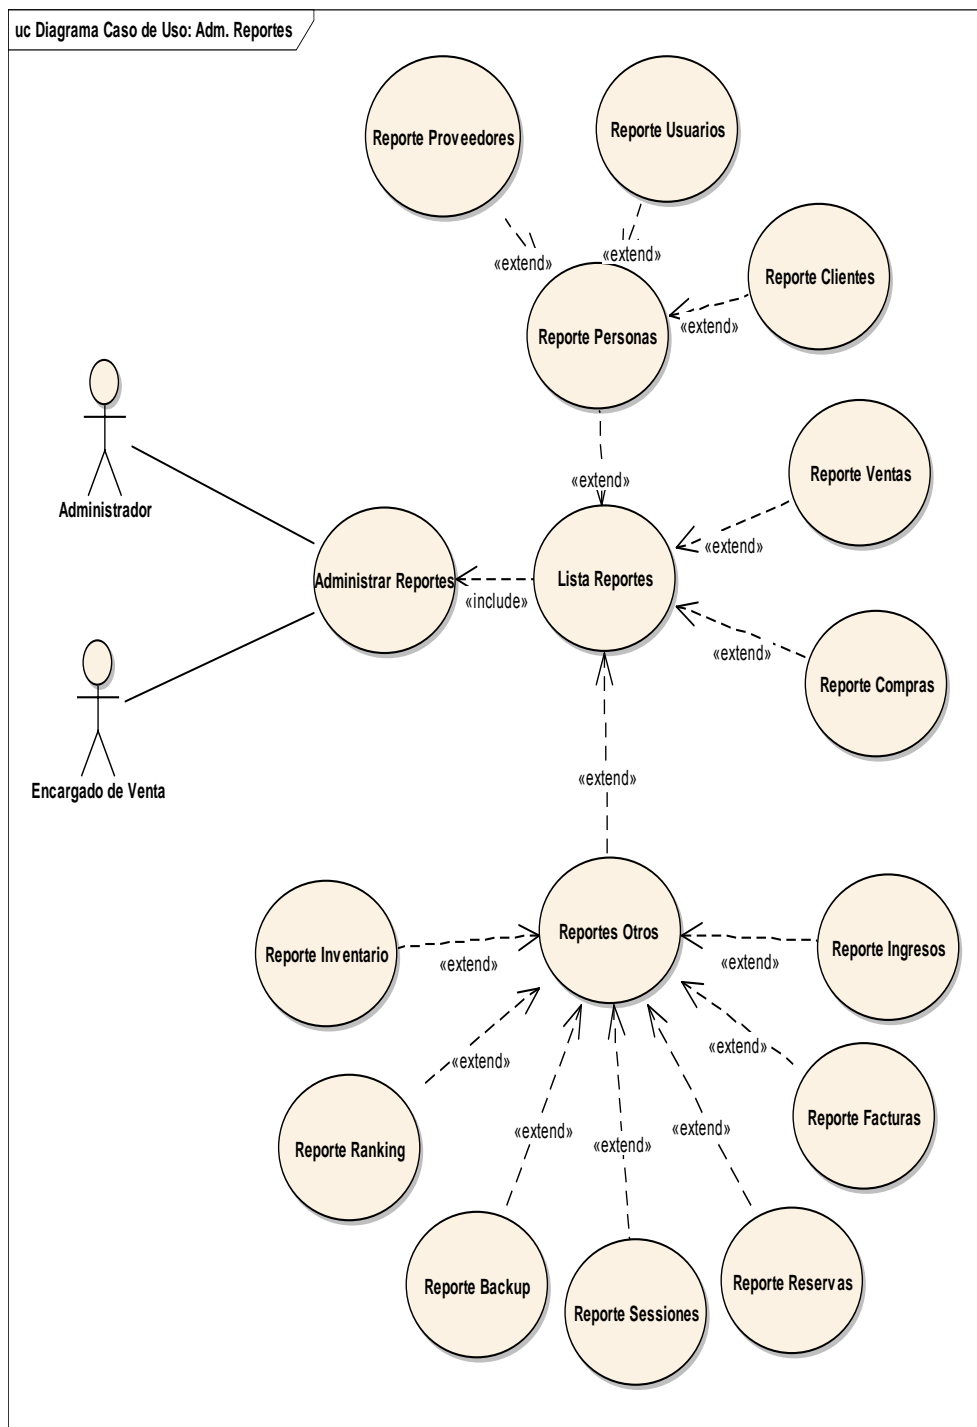 uc Diagrama Caso de Uso: Adm. Reportes
Reporte Proveedores
Reporte Usuarios
«extend»
«extend»
Reporte Clientes
«extend»
Reporte Personas
Administrador
«extend»
Reporte Ventas
«extend»
Administrar Reportes
«include»
Lista Reportes
«extend»
Reporte Compras
Encargado de Venta
«extend»
Reporte Inventario
«extend»
Reportes Otros
«extend»
Reporte Ingresos
«extend»
«extend»
Reporte Ranking
«extend»
«extend»
«extend»
Reporte Facturas
Reporte Backup
Reporte Sessiones
Reporte Reservas